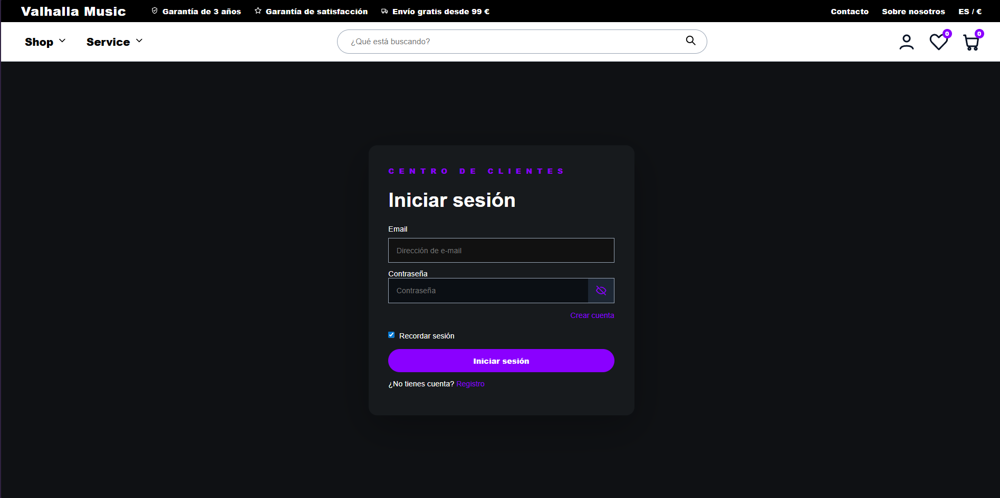 Valhalla Music Garantía de 3 años Garantía de satisfacción Envío gratis desde 99 € Contacto Sobre nosotros ES / €
Shop Service ¿Qué está buscando? 0 0
CENTRO DE CLIENTES
Iniciar sesión
Email
Dirección de e-mail
Contraseña
Contraseña
Crear cuenta
Recordar sesión
Iniciar sesión
¿No tienes cuenta? Registro